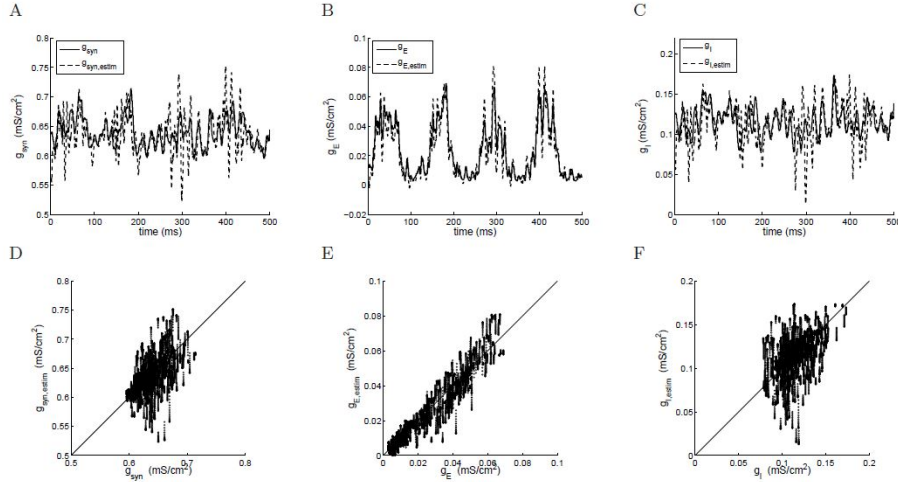 A
g_syn
g_syn,estim
0.8
0.75
0.7
0.65
0.6
0.55
0.5
g_syn (mS/cm²)
0 100 200 300 400 500
time (ms)
B
g_E
g_E,estim
0.1
0.08
0.06
0.04
0.02
0
−0.02
g_E (mS/cm²)
0 100 200 300 400 500
time (ms)
C
g_I
g_I,estim
0.2
0.15
0.1
0.05
0
g_I (mS/cm²)
0 100 200 300 400 500
time (ms)
D
0.8
0.75
0.7
0.65
0.6
0.55
0.5
g_syn,estim (mS/cm²)
0.5 0.6 0.7 0.8
g_syn (mS/cm²)
E
0.1
0.08
0.06
0.04
0.02
0
g_E,estim (mS/cm²)
0 0.02 0.04 0.06 0.08 0.1
g_E (mS/cm²)
F
0.2
0.15
0.1
0.05
0
g_I,estim (mS/cm²)
0 0.05 0.1 0.15 0.2
g_I (mS/cm²)